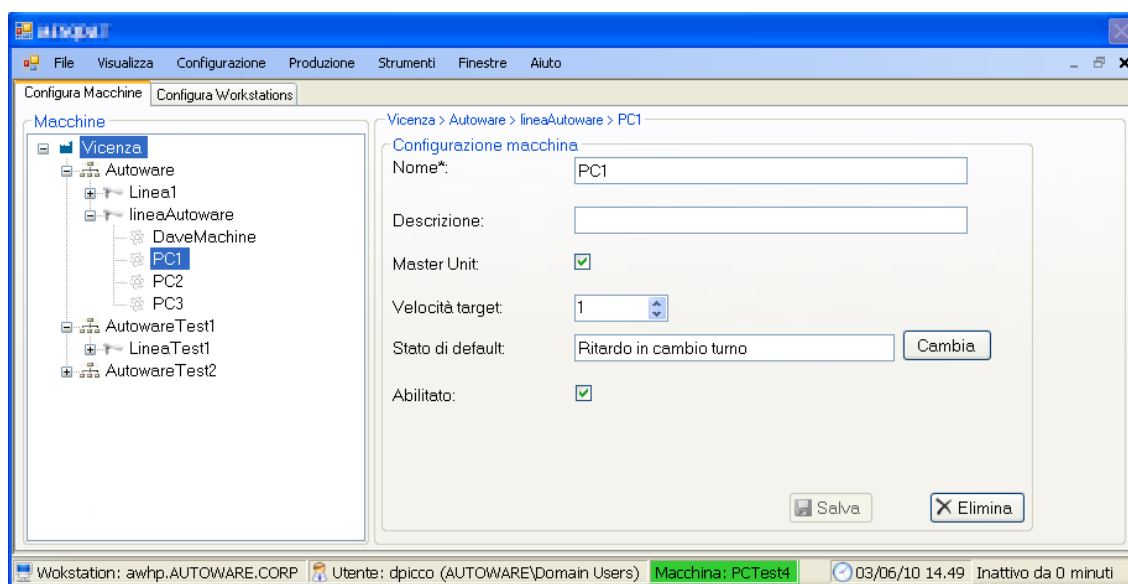 File Visualizza Configurazione Produzione Strumenti Finestre Aiuto
Configura Macchine Configura Workstations
Macchine
Vicenza
Autoware
Linea1
lineaAutoware
DaveMachine
PC1
PC2
PC3
AutowareTest1
LineaTest1
AutowareTest2
Vicenza > Autoware > lineaAutoware > PC1
Configurazione macchina
Nome*: PC1
Descrizione:
Master Unit:
Velocità target: 1
Stato di default: Ritardo in cambio turno Cambia
Abilitato:
Salva Elimina
Wokstation: awhp.AUTOWARE.CORP Utente: dpicco (AUTOWARE\Domain Users) Macchina: PCTest4 03/06/10 14.49 Inattivo da 0 minuti